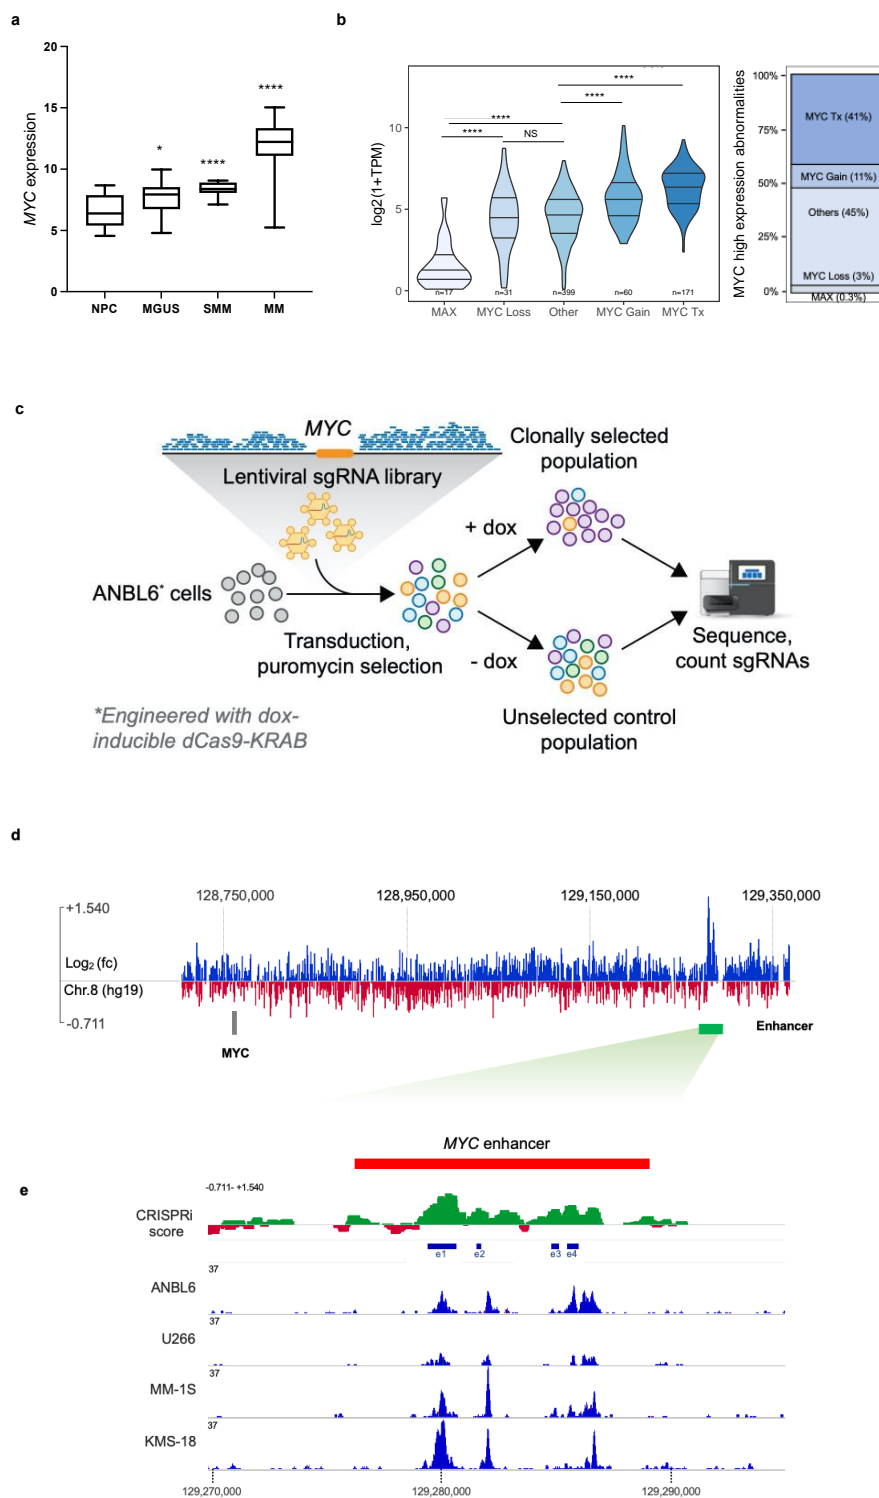 a
b
20
15
10
5
0
MYC expression
*
****
****
NPC
MGUS
SMM
MM
log2(1+TPM)
10
5
0
****
****
****
****
NS
n=17
n=31
n=399
n=60
n=171
MAX
MYC Loss
Other
MYC Gain
MYC Tx
MYC high expression abnormalities
100%
75%
50%
25%
0%
MYC Tx (41%)
MYC Gain (11%)
Others (45%)
MYC Loss (3%)
MAX (0.3%)
c
MYC
Lentiviral sgRNA library
Clonally selected
population
+ dox
ANBL6* cells
Transduction,
puromycin selection
- dox
Sequence,
count sgRNAs
Unselected control
population
*Engineered with dox-
inducible dCas9-KRAB
d
128,750,000
128,950,000
129,150,000
129,350,000
+1.540
Log2 (fc)
Chr.8 (hg19)
-0.711
MYC
Enhancer
MYC enhancer
e
-0.711- +1.540
CRISPRi
score
e1
e2
e3
e4
37
ANBL6
37
U266
37
MM-1S
37
KMS-18
129,270,000
129,280,000
129,290,000